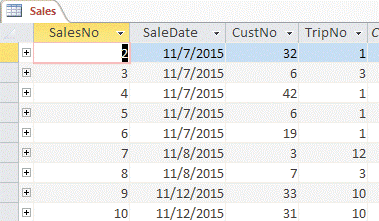 Sales
SalesNo SaleDate CustNo TripNo C
2 11/7/2015 32 1
3 11/7/2015 6 3
4 11/7/2015 42 1
5 11/7/2015 6 1
6 11/7/2015 19 1
7 11/8/2015 3 12
8 11/8/2015 7 3
9 11/12/2015 33 10
10 11/12/2015 31 10